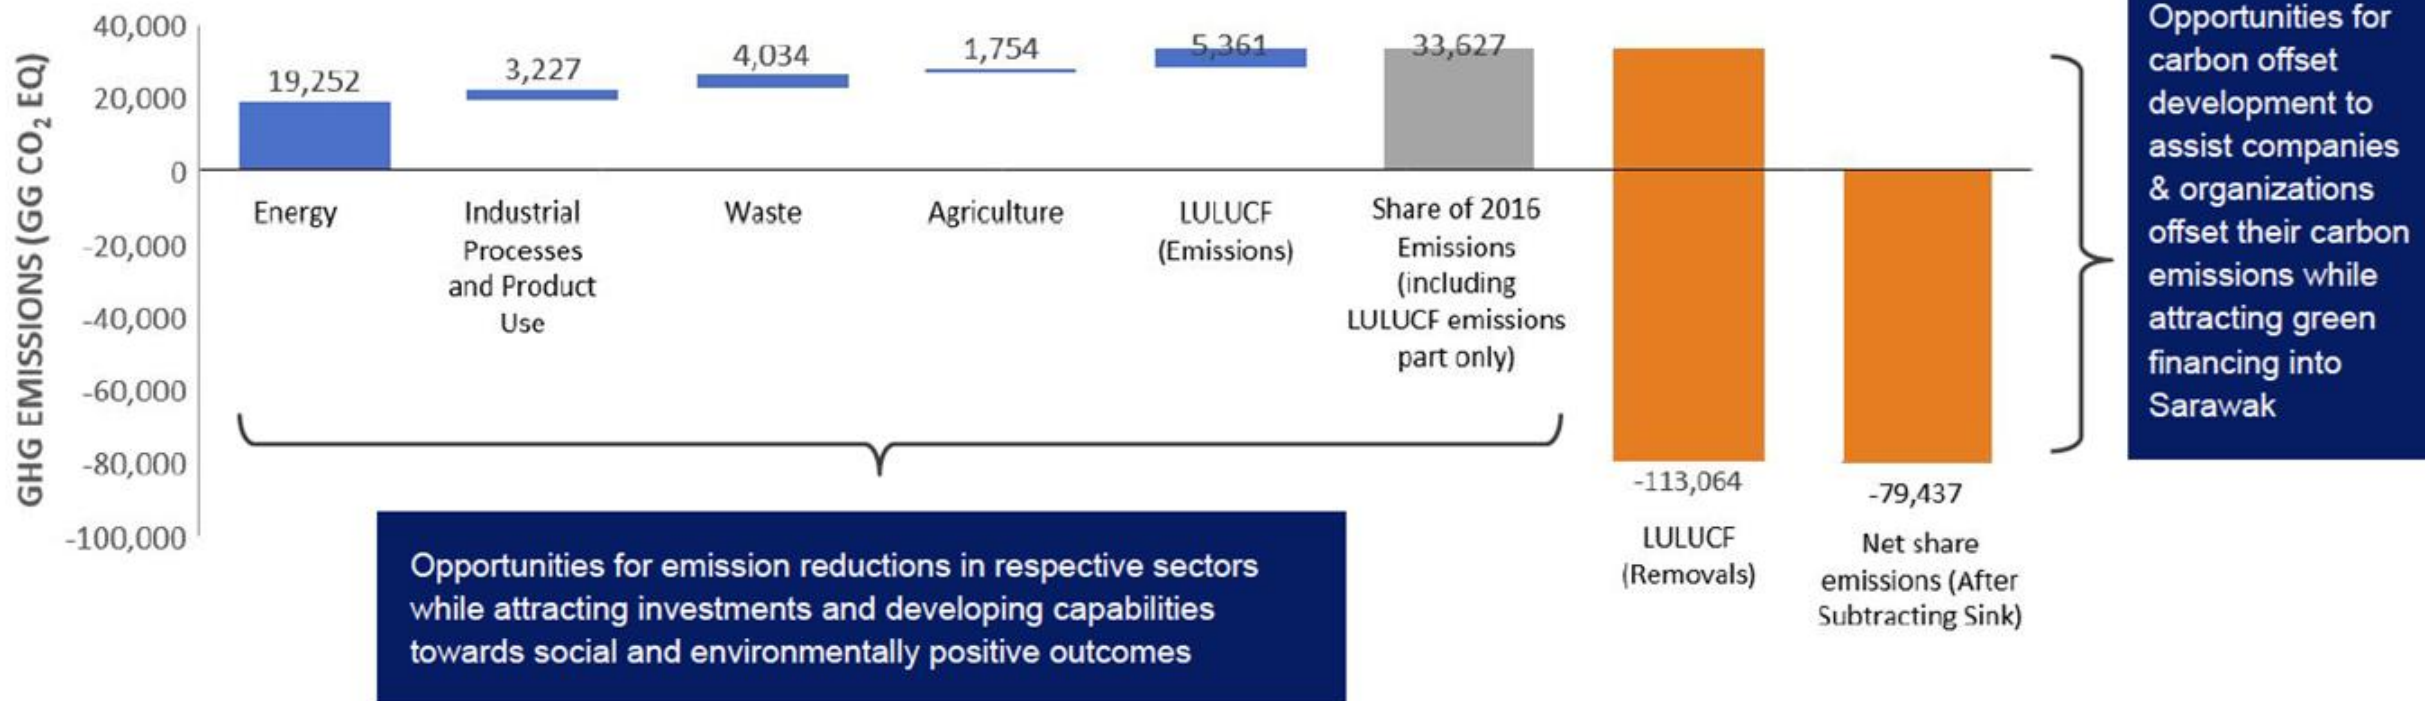 GHG EMISSIONS (GG CO₂ EQ)
40,000
20,000
0
-20,000
-40,000
-60,000
-80,000
-100,000
19,252
3,227
4,034
1,754
5,361
33,627
-113,064
-79,437
Energy
Industrial
Processes
and Product
Use
Waste
Agriculture
LULUCF
(Emissions)
Share of 2016
Emissions
(including
LULUCF emissions
part only)
LULUCF
(Removals)
Net share
emissions (After
Subtracting Sink)
Opportunities for emission reductions in respective sectors
while attracting investments and developing capabilities
towards social and environmentally positive outcomes
Opportunities for
carbon offset
development to
assist companies
& organizations
offset their carbon
emissions while
attracting green
financing into
Sarawak